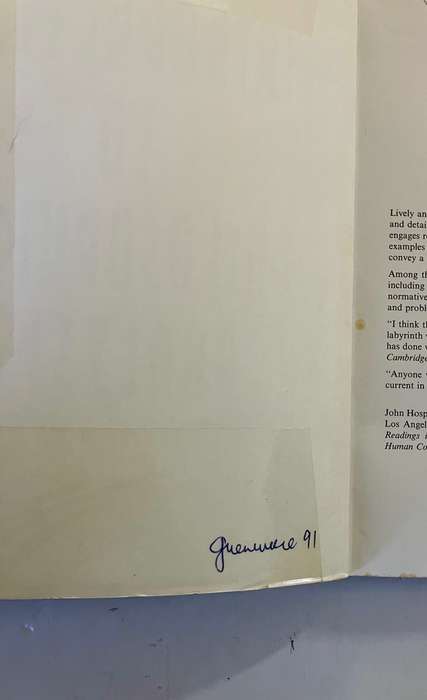 Guenevere 91
Lively an
and detai
engages r
examples
convey a
Among th
including
normative
and probl
"I think th
labyrinth
has done
Cambridge
"Anyone
current in
John Hosp
Los Angel
Readings i
Human Co